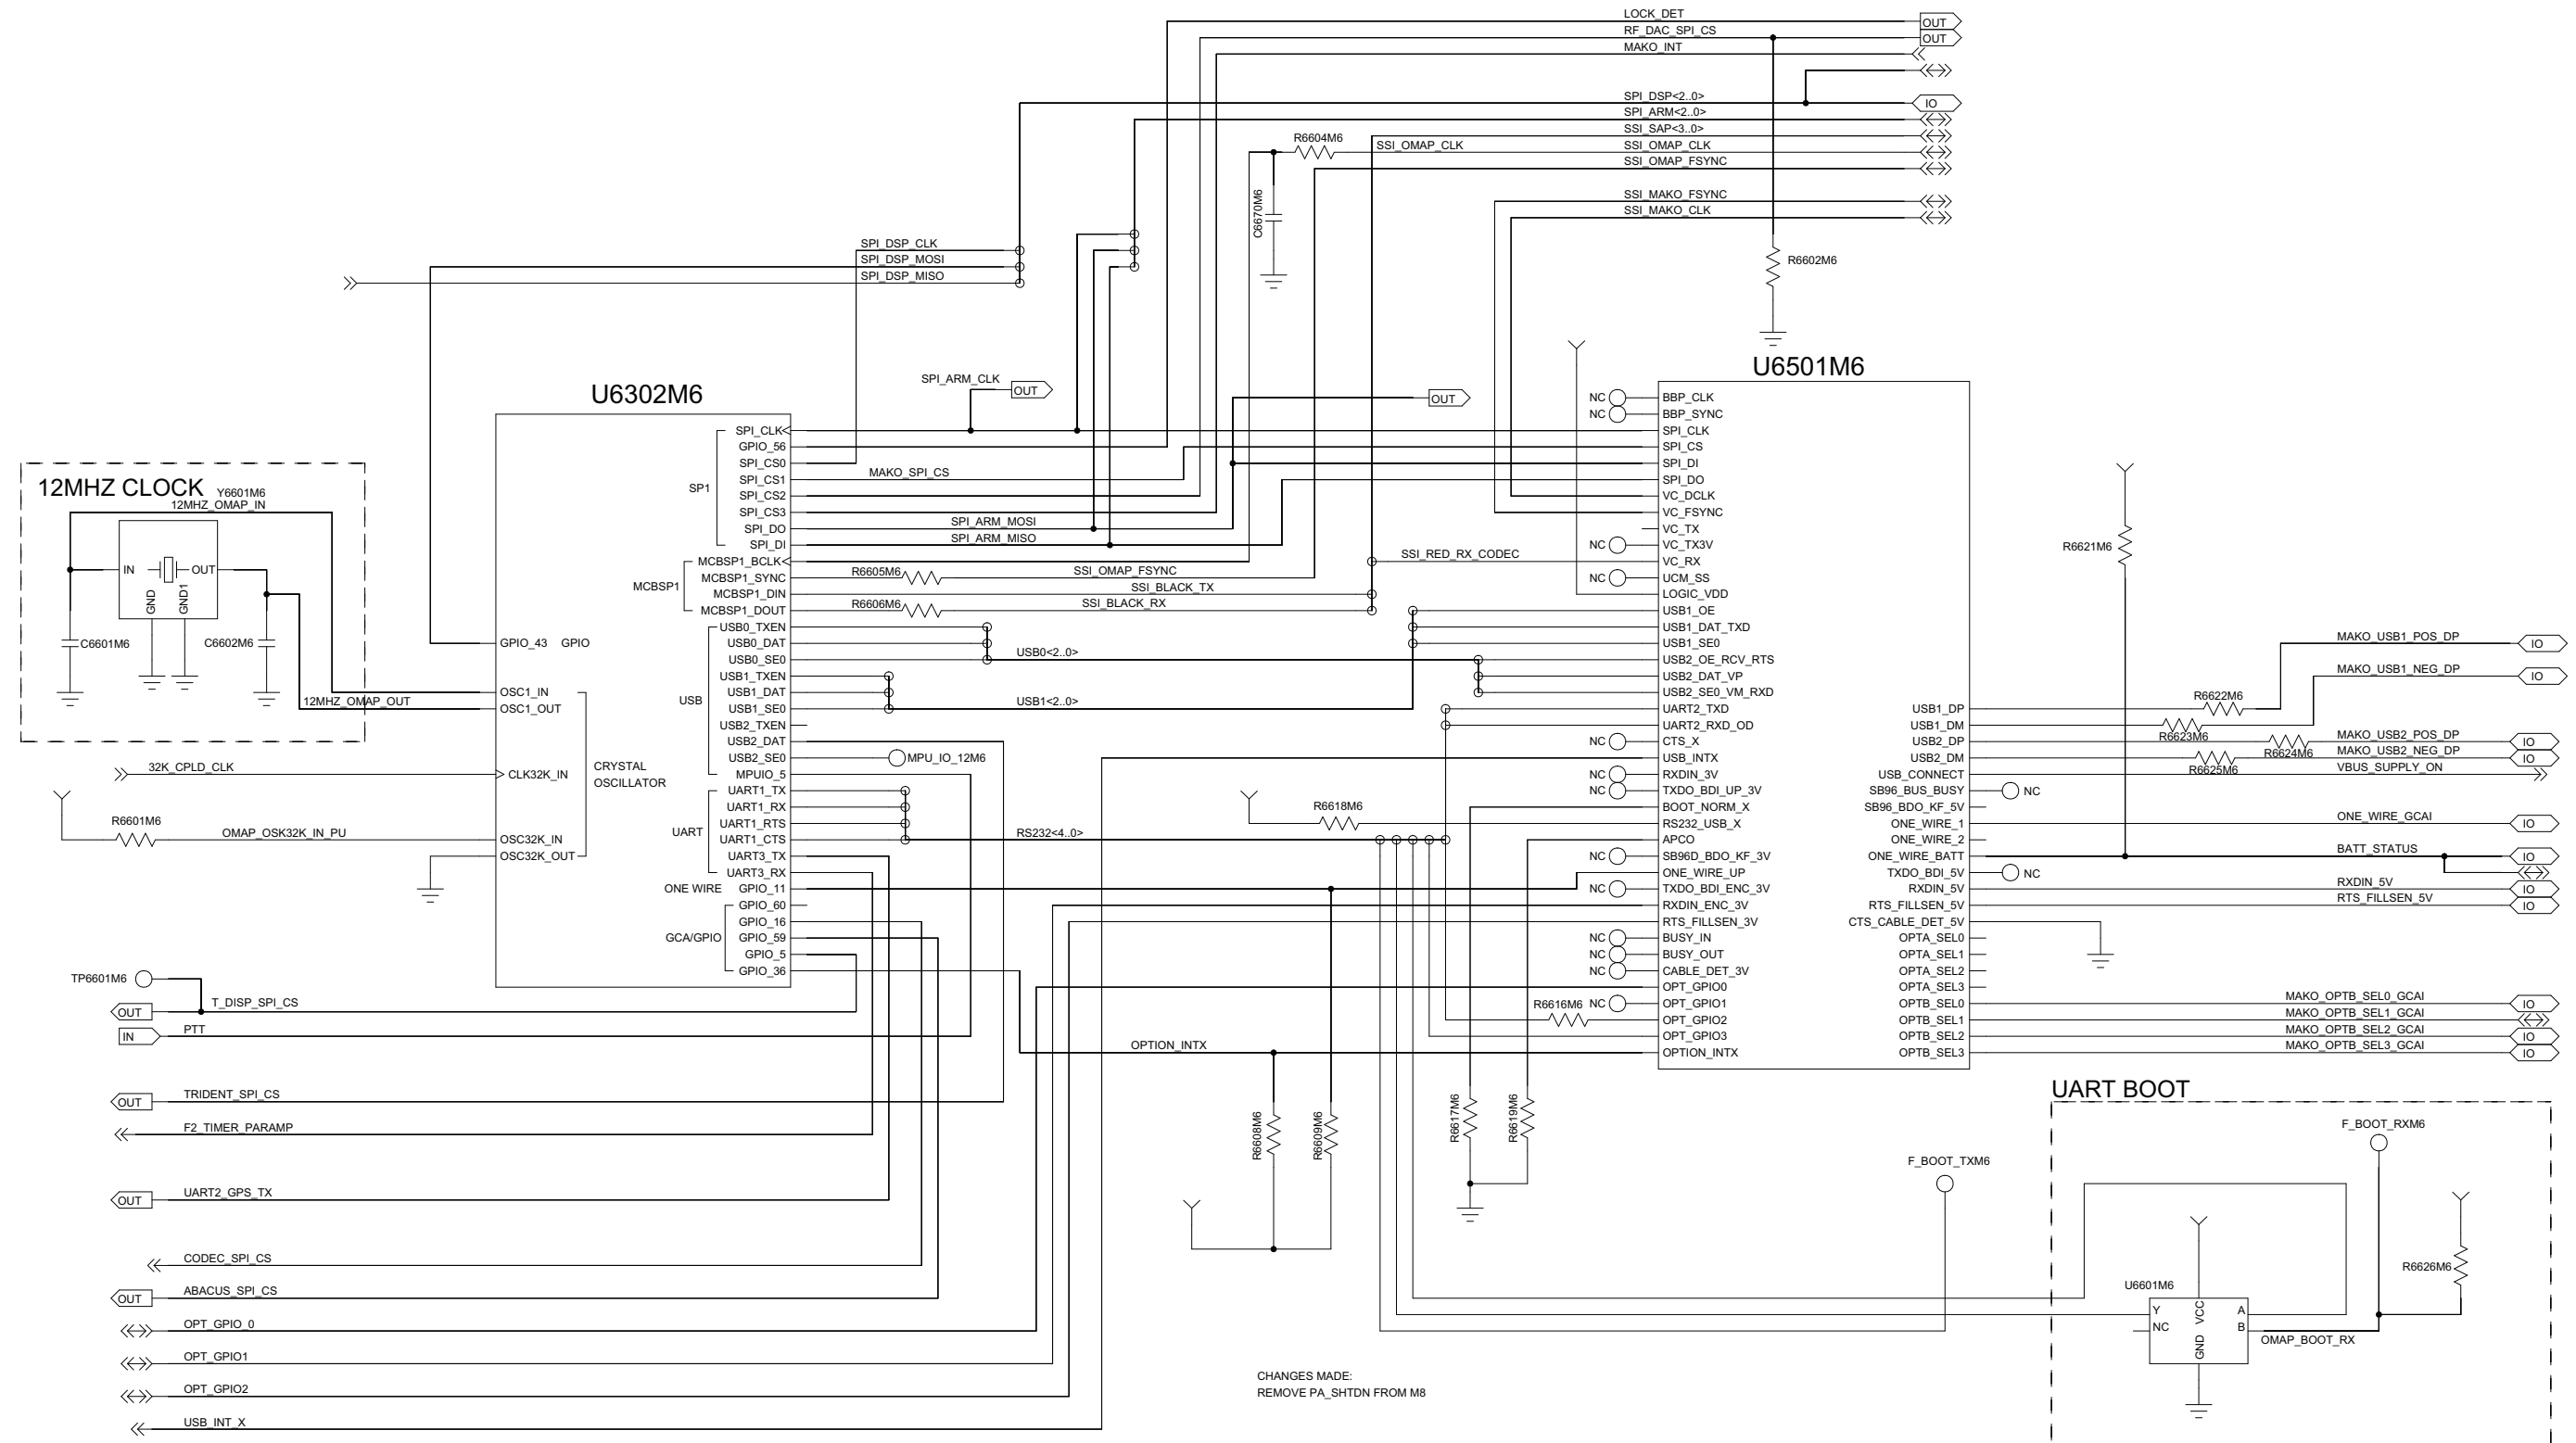 LOCK_DET
OUT
RF_DAC_SPI_CS
OUT
MAKO_INT
SPI_DSP<2..0>
IO
SPI_ARM<2..0>
SSI_SAP<3..0>
R6604M6
SSI_OMAP_CLK
SSI_OMAP_CLK
SSI_OMAP_FSYNC
C6670M6
SSI_MAKO_FSYNC
SSI_MAKO_CLK
SPI_DSP_CLK
SPI_DSP_MOSI
SPI_DSP_MISO
R6602M6
SPI_ARM_CLK
OUT
OUT
12MHZ CLOCK
Y6601M6
12MHZ_OMAP_IN
IN
OUT
GND
GND1
C6601M6
C6602M6
12MHZ_OMAP_OUT
32K_CPLD_CLK
R6601M6
OMAP_OSK32K_IN_PU
U6302M6
GPIO_43
GPIO
OSC1_IN
OSC1_OUT
CLK32K_IN
CRYSTAL
OSCILLATOR
OSC32K_IN
OSC32K_OUT
SP1
SPI_CLK
GPIO_56
SPI_CS0
SPI_CS1
SPI_CS2
SPI_CS3
SPI_DO
SPI_DI
MCBSP1
MCBSP1_BCLK
MCBSP1_SYNC
MCBSP1_DIN
MCBSP1_DOUT
USB
USB0_TXEN
USB0_DAT
USB0_SE0
USB1_TXEN
USB1_DAT
USB1_SE0
USB2_TXEN
USB2_DAT
USB2_SE0
MPUIO_5
UART
UART1_TX
UART1_RX
UART1_RTS
UART1_CTS
UART3_TX
UART3_RX
ONE WIRE
GPIO_11
GCA/GPIO
GPIO_60
GPIO_16
GPIO_59
GPIO_5
GPIO_36
MAKO_SPI_CS
SPI_ARM_MOSI
SPI_ARM_MISO
R6605M6
SSI_OMAP_FSYNC
SSI_BLACK_TX
R6606M6
SSI_BLACK_RX
SSI_RED_RX_CODEC
USB0<2..0>
USB1<2..0>
MPU_IO_12M6
RS232<4..0>
R6618M6
U6501M6
NC
BBP_CLK
NC
BBP_SYNC
SPI_CLK
SPI_CS
SPI_DI
SPI_DO
VC_DCLK
VC_FSYNC
VC_TX
NC
VC_TX3V
VC_RX
NC
UCM_SS
LOGIC_VDD
USB1_OE
USB1_DAT_TXD
USB1_SE0
USB2_OE_RCV_RTS
USB2_DAT_VP
USB2_SE0_VM_RXD
UART2_TXD
UART2_RXD_OD
NC
CTS_X
USB_INTX
NC
RXDIN_3V
NC
TXDO_BDI_UP_3V
BOOT_NORM_X
RS232_USB_X
APCO
NC
SB96D_BDO_KF_3V
ONE_WIRE_UP
NC
TXDO_BDI_ENC_3V
RXDIN_ENC_3V
RTS_FILLSEN_3V
NC
BUSY_IN
NC
BUSY_OUT
NC
CABLE_DET_3V
OPT_GPIO0
R6616M6
NC
OPT_GPIO1
OPT_GPIO2
OPT_GPIO3
OPTION_INTX
USB1_DP
USB1_DM
USB2_DP
USB2_DM
USB_CONNECT
SB96_BUS_BUSY
NC
SB96_BDO_KF_5V
ONE_WIRE_1
ONE_WIRE_2
ONE_WIRE_BATT
TXDO_BDI_5V
NC
RXDIN_5V
RTS_FILLSEN_5V
CTS_CABLE_DET_5V
OPTA_SEL0
OPTA_SEL1
OPTA_SEL2
OPTA_SEL3
OPTB_SEL0
OPTB_SEL1
OPTB_SEL2
OPTB_SEL3
R6621M6
R6622M6
R6623M6
R6624M6
R6625M6
MAKO_USB1_POS_DP
IO
MAKO_USB1_NEG_DP
IO
MAKO_USB2_POS_DP
IO
MAKO_USB2_NEG_DP
IO
VBUS_SUPPLY_ON
ONE_WIRE_GCAI
IO
BATT_STATUS
IO
RXDIN_5V
IO
RTS_FILLSEN_5V
IO
MAKO_OPTB_SEL0_GCAI
IO
MAKO_OPTB_SEL1_GCAI
MAKO_OPTB_SEL2_GCAI
IO
MAKO_OPTB_SEL3_GCAI
IO
TP6601M6
OUT
T_DISP_SPI_CS
IN
PTT
OPTION_INTX
OUT
TRIDENT_SPI_CS
F2_TIMER_PARAMP
OUT
UART2_GPS_TX
CODEC_SPI_CS
OUT
ABACUS_SPI_CS
OPT_GPIO_0
OPT_GPIO1
OPT_GPIO2
USB_INT_X
R6608M6
R6609M6
R6617M6
R6619M6
F_BOOT_TXM6
UART BOOT
F_BOOT_RXM6
R6626M6
U6601M6
Y
VCC
A
NC
B
GND
OMAP_BOOT_RX
CHANGES MADE:
REMOVE PA_SHTDN FROM M8